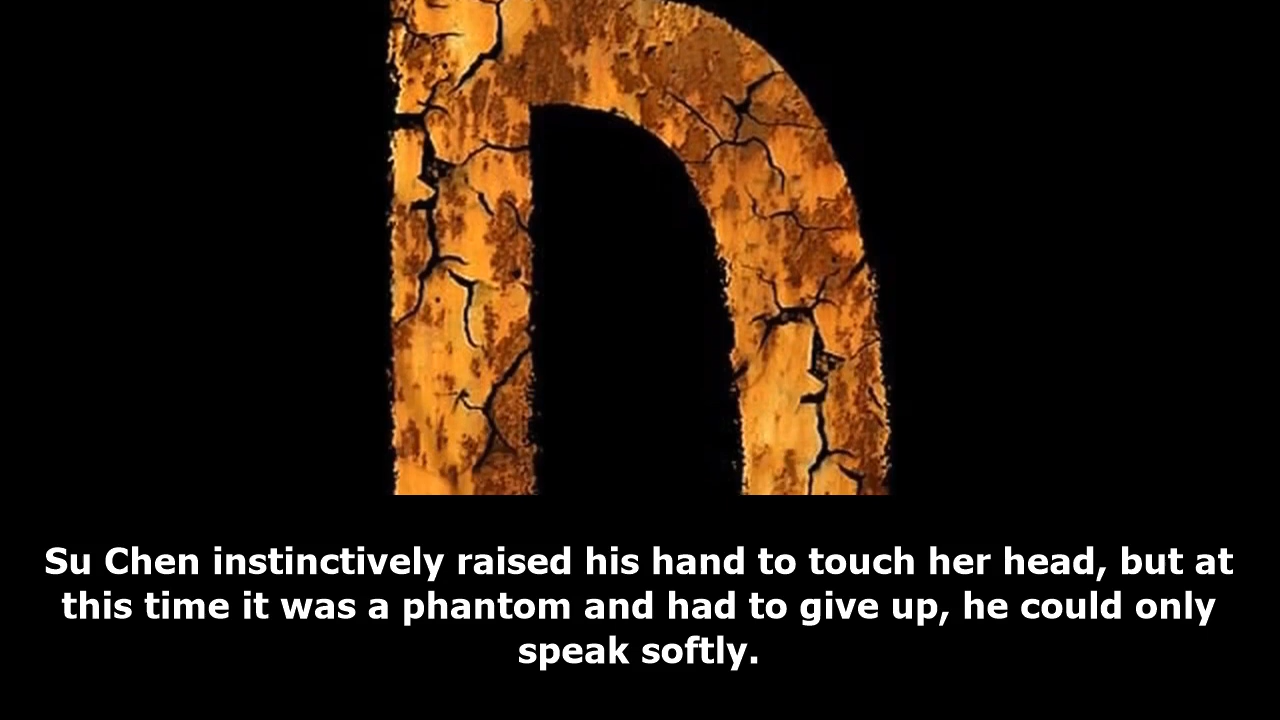 Su Chen instinctively raised his hand to touch her head, but at
this time it was a phantom and had to give up, he could only
speak softly.